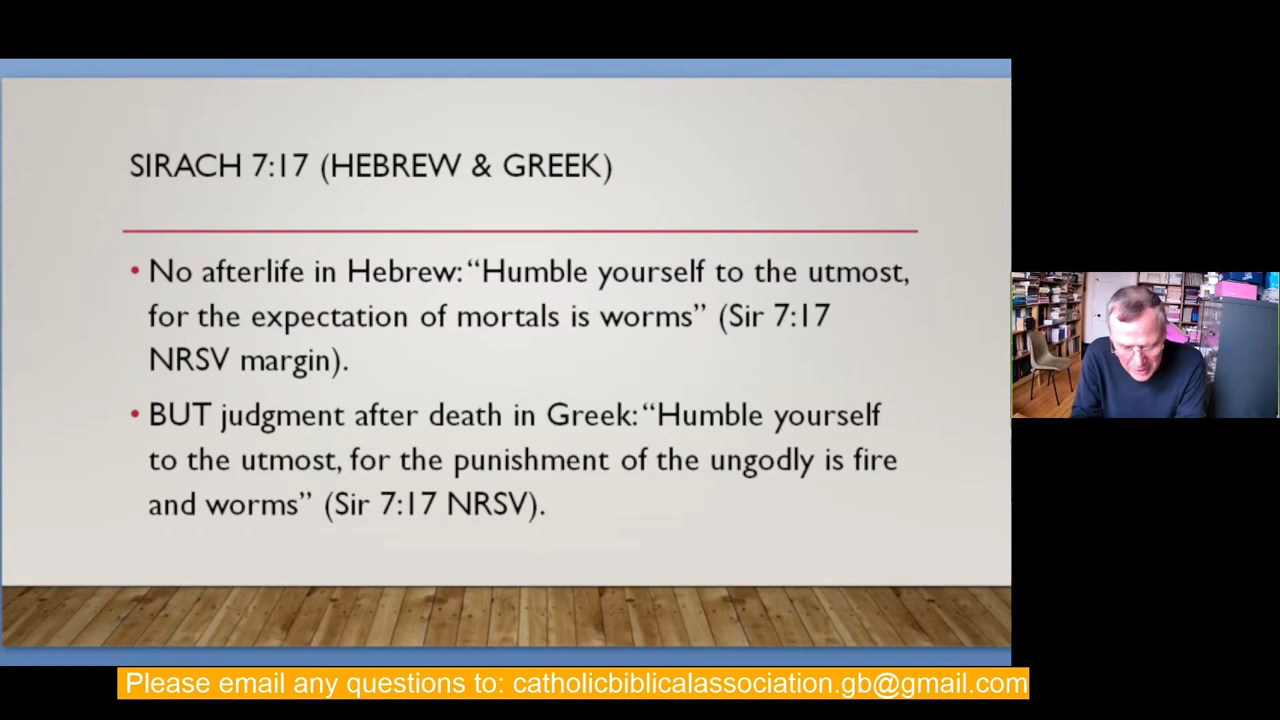 SIRACH 7:17 (HEBREW & GREEK)
• No afterlife in Hebrew: “Humble yourself to the utmost,
for the expectation of mortals is worms” (Sir 7:17
NRSV margin).
• BUT judgment after death in Greek: “Humble yourself
to the utmost, for the punishment of the ungodly is fire
and worms” (Sir 7:17 NRSV).
Please email any questions to: catholicbiblicalassociation.gb@gmail.com